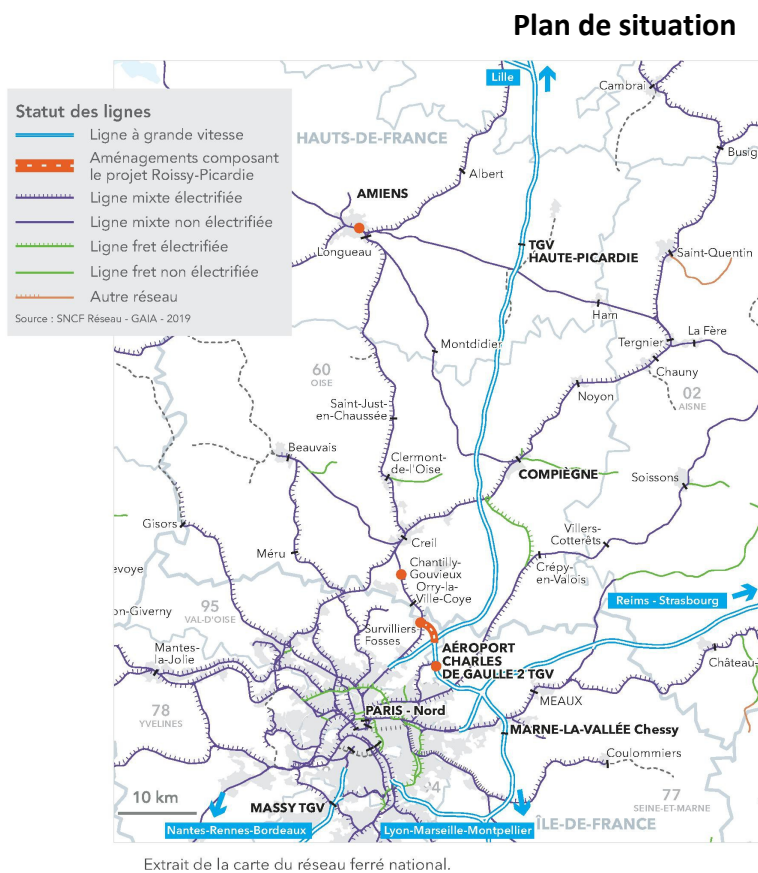 Plan de situation
Lille
Cambrai
Statut des lignes
Ligne à grande vitesse
Aménagements composant
le projet Roissy-Picardie
Ligne mixte électrifiée
Ligne mixte non électrifiée
Ligne fret électrifiée
Ligne fret non électrifiée
Autre réseau
Source : SNCF Réseau - GAIA - 2019
HAUTS-DE-FRANCE
Busig
Albert
AMIENS
Longueau
TGV
HAUTE-PICARDIE
Saint-Quentin
Ham
La Fère
Tergnier
Montdidier
Chauny
60
OISE
02
AISNE
Noyon
Saint-Just-
en-Chaussée
Beauvais
Clermont-
de-l'Oise
COMPIÈGNE
Soissons
Gisors
Creil
Villers-
Cotterêts
Méru
Chantilly-
Gouvieux
Crépy-
en-Valois
evoye
Orry-la-
Ville-Coye
on-Giverny
95
VAL-D'OISE
Reims - Strasbourg
Survilliers-
Fosses
Mantes-
la-Jolie
AÉROPORT
CHARLES
DE GAULLE 2 TGV
Château-
MEAUX
78
YVELINES
PARIS - Nord
MARNE-LA-VALLÉE Chessy
Coulommiers
94
77
SEINE-ET-MARNE
10 km
MASSY TGV
ÎLE-DE-FRANCE
Nantes-Rennes-Bordeaux
Lyon-Marseille-Montpellier
Extrait de la carte du réseau ferré national.